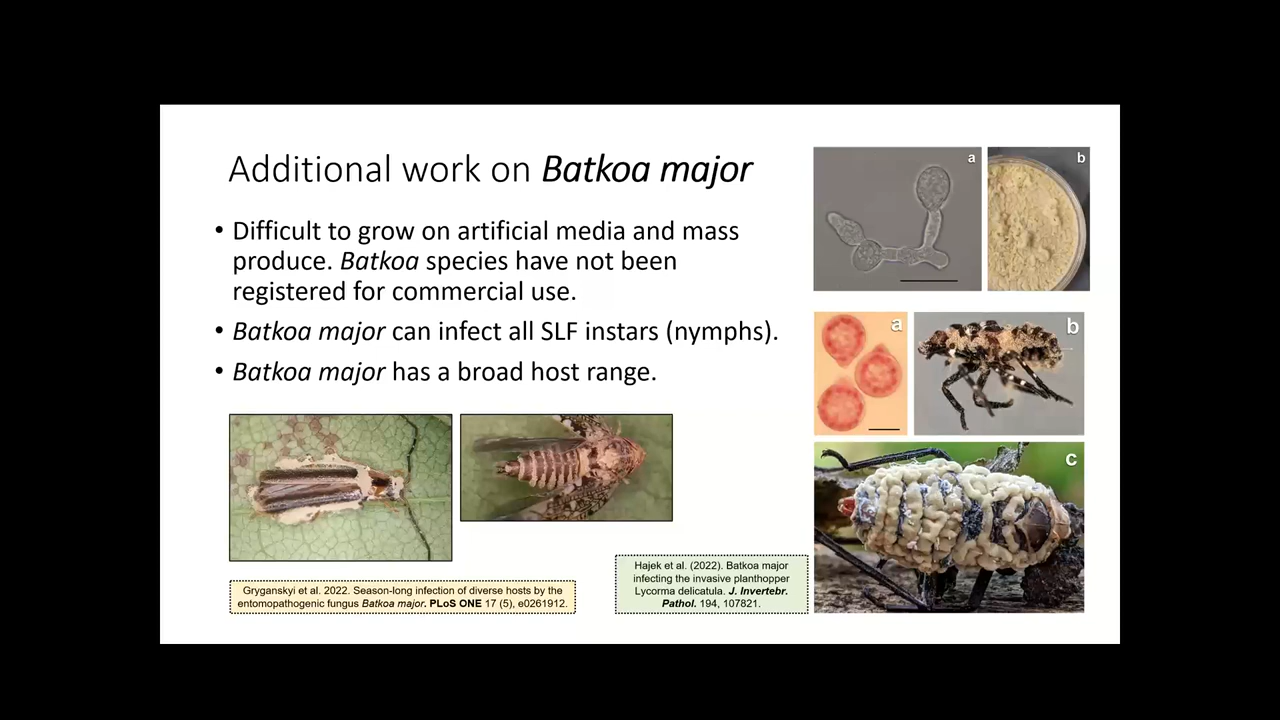 Additional work on Batkoa major
• Difficult to grow on artificial media and mass
produce. Batkoa species have not been
registered for commercial use.
• Batkoa major can infect all SLF instars (nymphs).
• Batkoa major has a broad host range.
Gryganskyi et al. 2022. Season-long infection of diverse hosts by the
entomopathogenic fungus Batkoa major. PLoS ONE 17 (5), e0261912.
Hajek et al. (2022). Batkoa major
infecting the invasive planthopper
Lycorma delicatula. J. Invertebr.
Pathol. 194, 107821.
a
b
a
b
c